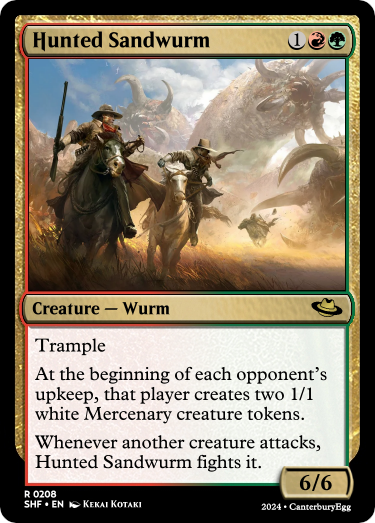 Hunted Sandwurm 1
Creature — Wurm
Trample
At the beginning of each opponent's
upkeep, that player creates two 1/1
white Mercenary creature tokens.
Whenever another creature attacks,
Hunted Sandwurm fights it.
6/6
R 0208
SHF • EN Kekai Kotaki
2024 • CanterburyEgg